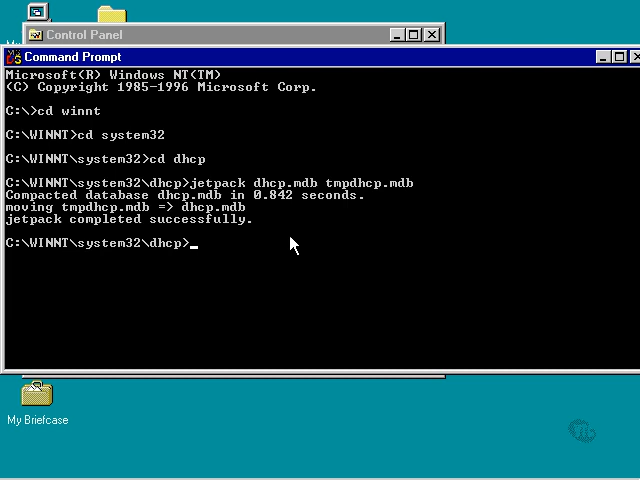 Control Panel
Command Prompt
Microsoft(R) Windows NT(TM)
(C) Copyright 1985-1996 Microsoft Corp.
C:\>cd winnt
C:\WINNT>cd system32
C:\WINNT\system32>cd dhcp
C:\WINNT\system32\dhcp>jetpack dhcp.mdb tmpdhcp.mdb
Compacted database dhcp.mdb in 0.842 seconds.
moving tmpdhcp.mdb => dhcp.mdb
jetpack completed successfully.
C:\WINNT\system32\dhcp>
My Briefcase